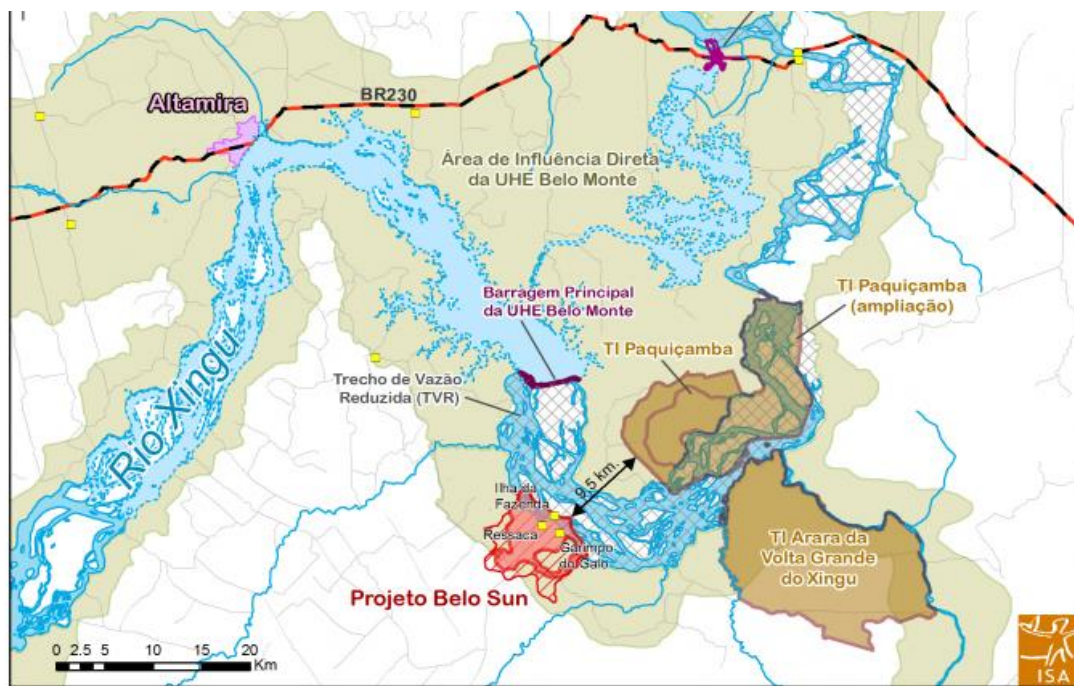 BR230
Altamira
Área de Influência Direta
da UHE Belo Monte
Barragem Principal
da UHE Belo Monte
TI Paquiçamba
(ampliação)
TI Paquiçamba
Trecho de Vazão
Reduzida (TVR)
Rio Xingu
9,5 km.
Ilha da
Fazenda
Ressaca
Garimpo
do Galo
TI Arara da
Volta Grande
do Xingu
Projeto Belo Sun
0 2.5 5 10 15 20
Km
ISA